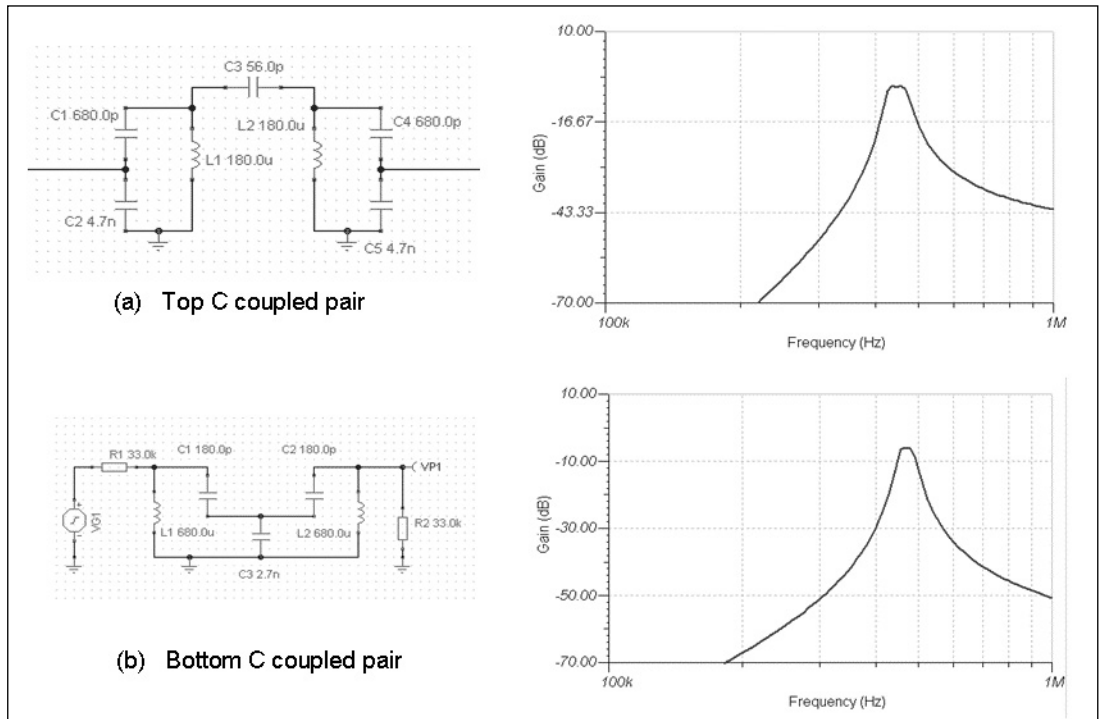 C3 56.0p
C1 680.0p
L2 180.0u
C4 680.0p
L1 180.0u
C2 4.7n
C5 4.7n
(a) Top C coupled pair
10.00
-16.67
-43.33
-70.00
Gain (dB)
100k
1M
Frequency (Hz)
C1 180.0p
C2 180.0p
R1 33.0k
VP1
VG1
+
-
L1 680.0u
L2 680.0u
R2 33.0k
C3 2.7n
(b) Bottom C coupled pair
10.00
-10.00
-30.00
-50.00
-70.00
Gain (dB)
100k
1M
Frequency (Hz)